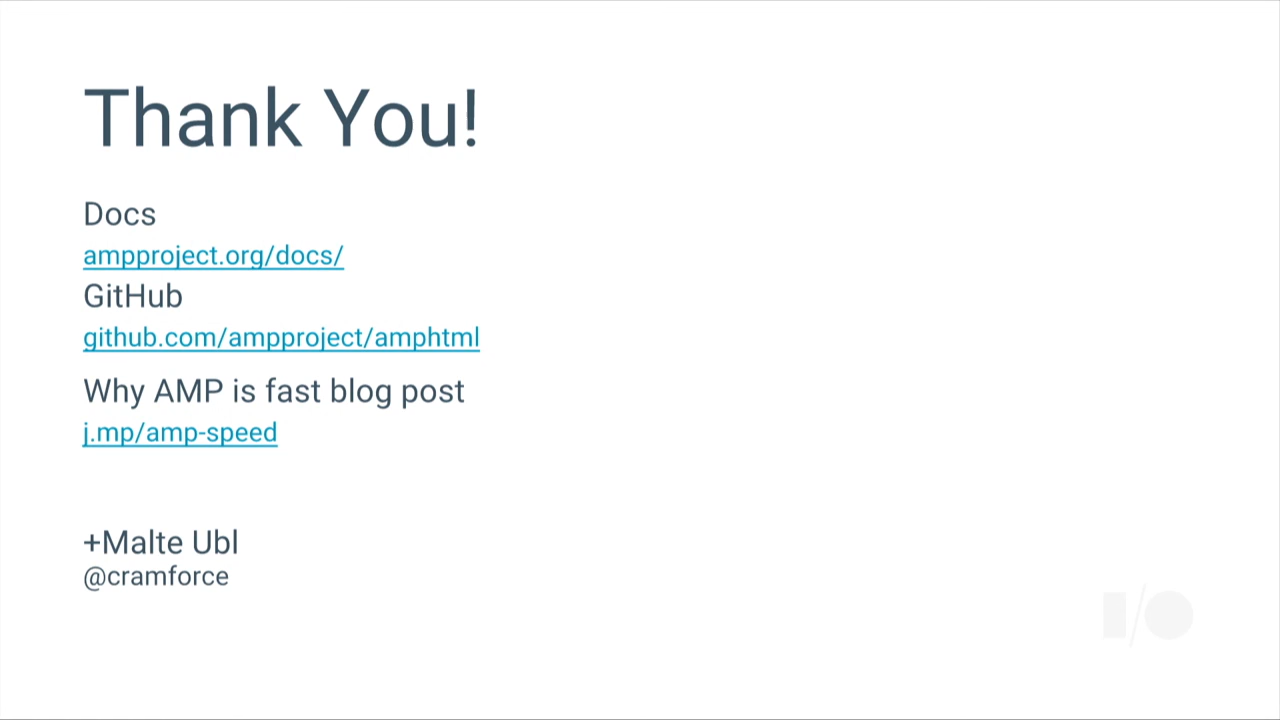 Thank You!
Docs
ampproject.org/docs/
GitHub
github.com/ampproject/amphtml
Why AMP is fast blog post
j.mp/amp-speed
+Malte Ubl
@cramforce
I/O